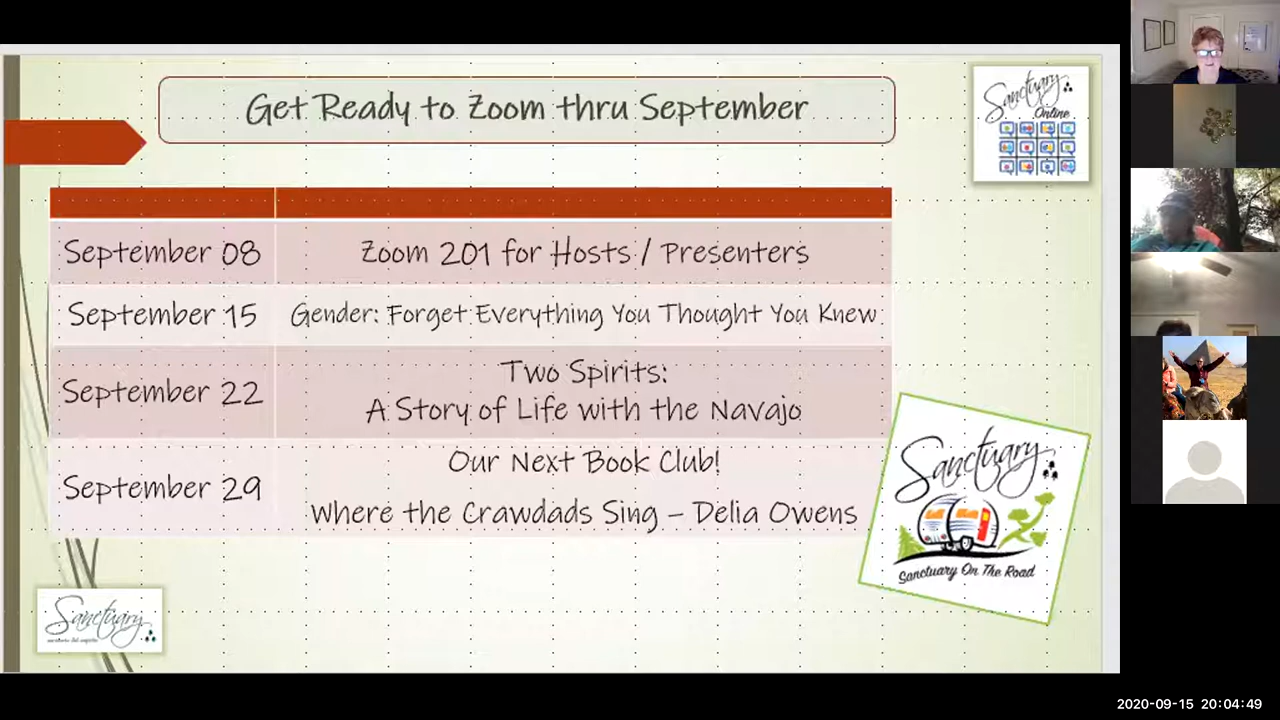 Get Ready to Zoom thru September
Sanctuary
Online
September 08
Zoom 201 for Hosts / Presenters
September 15
Gender: Forget Everything You Thought You Knew
September 22
Two Spirits:
A Story of Life with the Navajo
September 29
Our Next Book Club!
Where the Crawdads Sing – Delia Owens
Sanctuary
Sanctuary On The Road
Sanctuary
2020-09-15 20:04:49